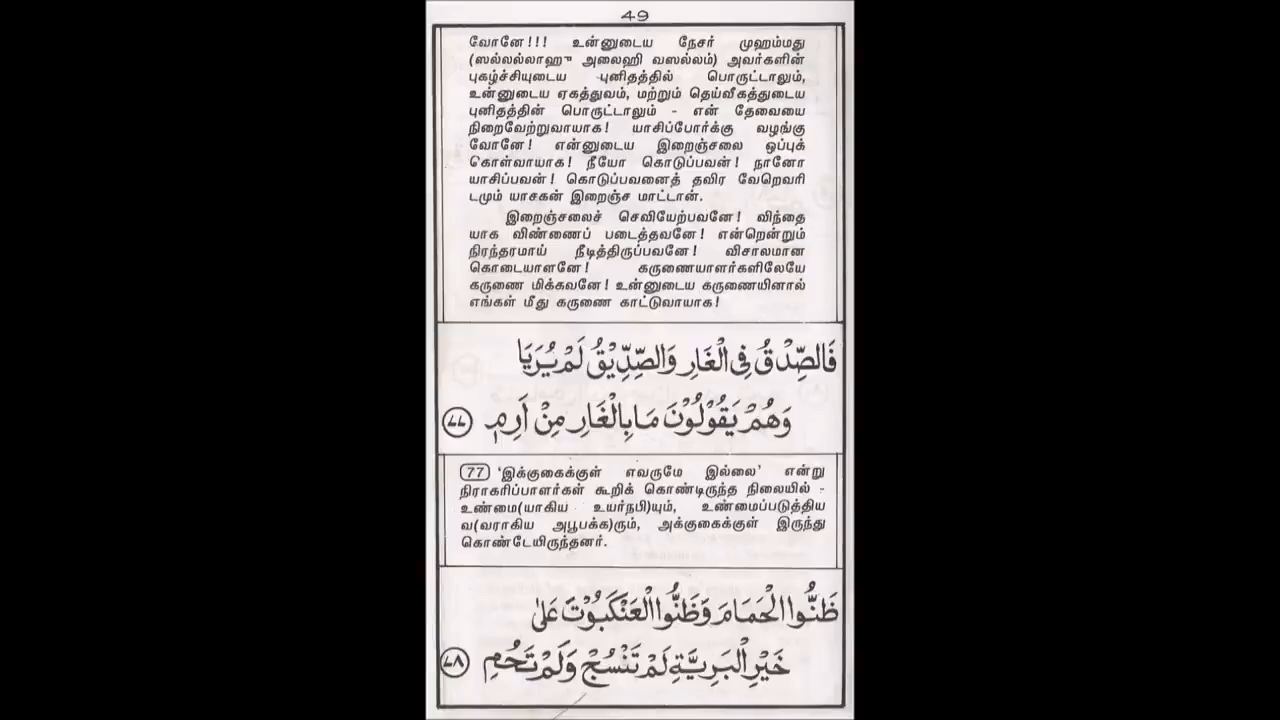 49
வோனே!!! உன்னுடைய நேசர் முஹம்மது
(ஸல்லல்லாஹு அலைஹி வஸல்லம்) அவர்களின்
புகழ்ச்சியுடைய புனிதத்தில் பொருட்டாலும்,
உன்னுடைய ஏகத்துவம், மற்றும் தெய்வீகத்துடைய
புனிதத்தின் பொருட்டாலும் - என் தேவையை
நிறைவேற்றுவாயாக! யாசிப்போர்க்கு வழங்கு
வோனே! என்னுடைய இறைஞ்சலை ஒப்புக்
கொள்வாயாக! நீயோ கொடுப்பவன்! நானோ
யாசிப்பவன்! கொடுப்பவனைத் தவிர வேறெவரி
டமும் யாசகன் இறைஞ்ச மாட்டான்.
இறைஞ்சலைச் செவியேற்பவனே! விந்தை
யாக விண்ணைப் படைத்தவனே! என்றென்றும்
நிரந்தரமாய் நீடித்திருப்பவனே! விசாலமான
கொடையாளனே! கருணையாளர்களிலேயே
கருணை மிக்கவனே! உன்னுடைய கருணையினால்
எங்கள் மீது கருணை காட்டுவாயாக!
فَالصِّدْقُ فِي الْغَارِ وَالصِّدِّيْقُ لَمْ يُرَيَا
وَهُمْ يَقُوْلُوْنَ مَا بِالْغَارِ مِنْ اَرِمٖ ٧٧
77 'இக்குகைக்குள் எவருமே இல்லை' என்று
நிராகரிப்பாளர்கள் கூறிக் கொண்டிருந்த நிலையில் -
உண்மை(யாகிய உயர்நபி)யும், உண்மைப்படுத்திய
வ(வராகிய அபூபக்க)ரும், அக்குகைக்குள் இருந்து
கொண்டேயிருந்தனர்.
ظَنُّوا الْحَمَامَ وَظَنُّوا الْعَنْكَبُوْتَ عَلٰى
خَيْرِ الْبَرِيَّةِ لَمْ تَنْسُجْ وَلَمْ تَحُمِ ٧٨